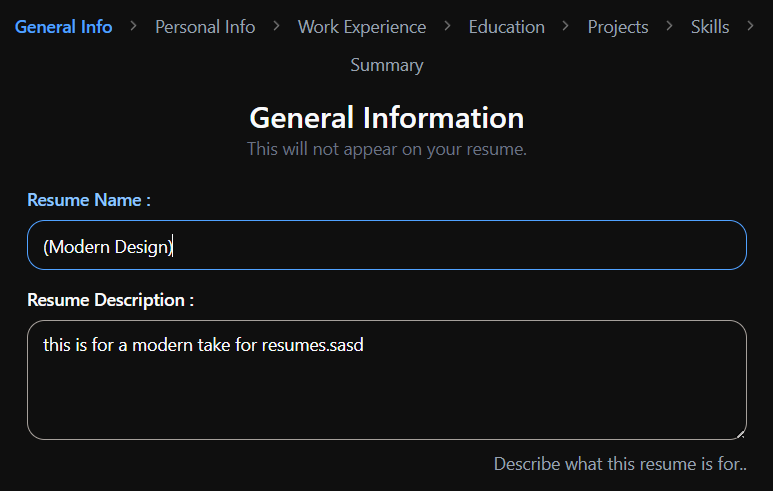 General Info > Personal Info > Work Experience > Education > Projects > Skills >
Summary
General Information
This will not appear on your resume.
Resume Name :
(Modern Design)
Resume Description :
this is for a modern take for resumes.sasd
Describe what this resume is for..